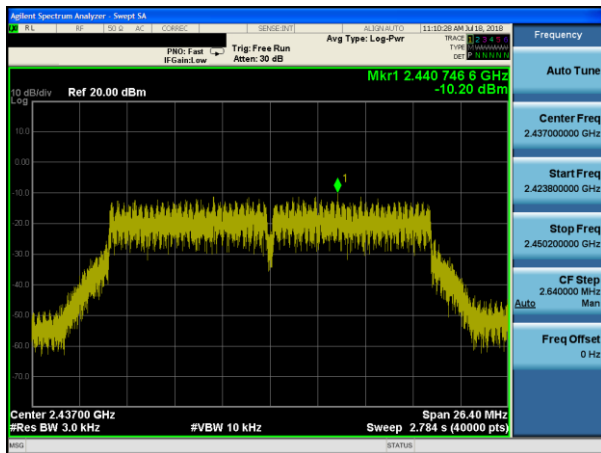 Agilent Spectrum Analyzer - Swept SA
RL RF 50 Ω AC CORREC SENSE:INT ALIGN AUTO 11:10:28 AM Jul 18, 2018
Avg Type: Log-Pwr TRACE 1 2 3 4 5 6
PNO: Fast Trig: Free Run TYPE
IFGain:Low Atten: 30 dB DET P N N N N N
Mkr1 2.440 746 6 GHz
-10.20 dBm
10 dB/div Ref 20.00 dBm
Log
10.0
0.00
-10.0
-20.0
-30.0
-40.0
-50.0
-60.0
-70.0
1
Center 2.43700 GHz Span 26.40 MHz
#Res BW 3.0 kHz #VBW 10 kHz Sweep 2.784 s (40000 pts)
MSG STATUS
Frequency
Auto Tune
Center Freq
2.437000000 GHz
Start Freq
2.423800000 GHz
Stop Freq
2.450200000 GHz
CF Step
2.640000 MHz
Auto Man
Freq Offset
0 Hz